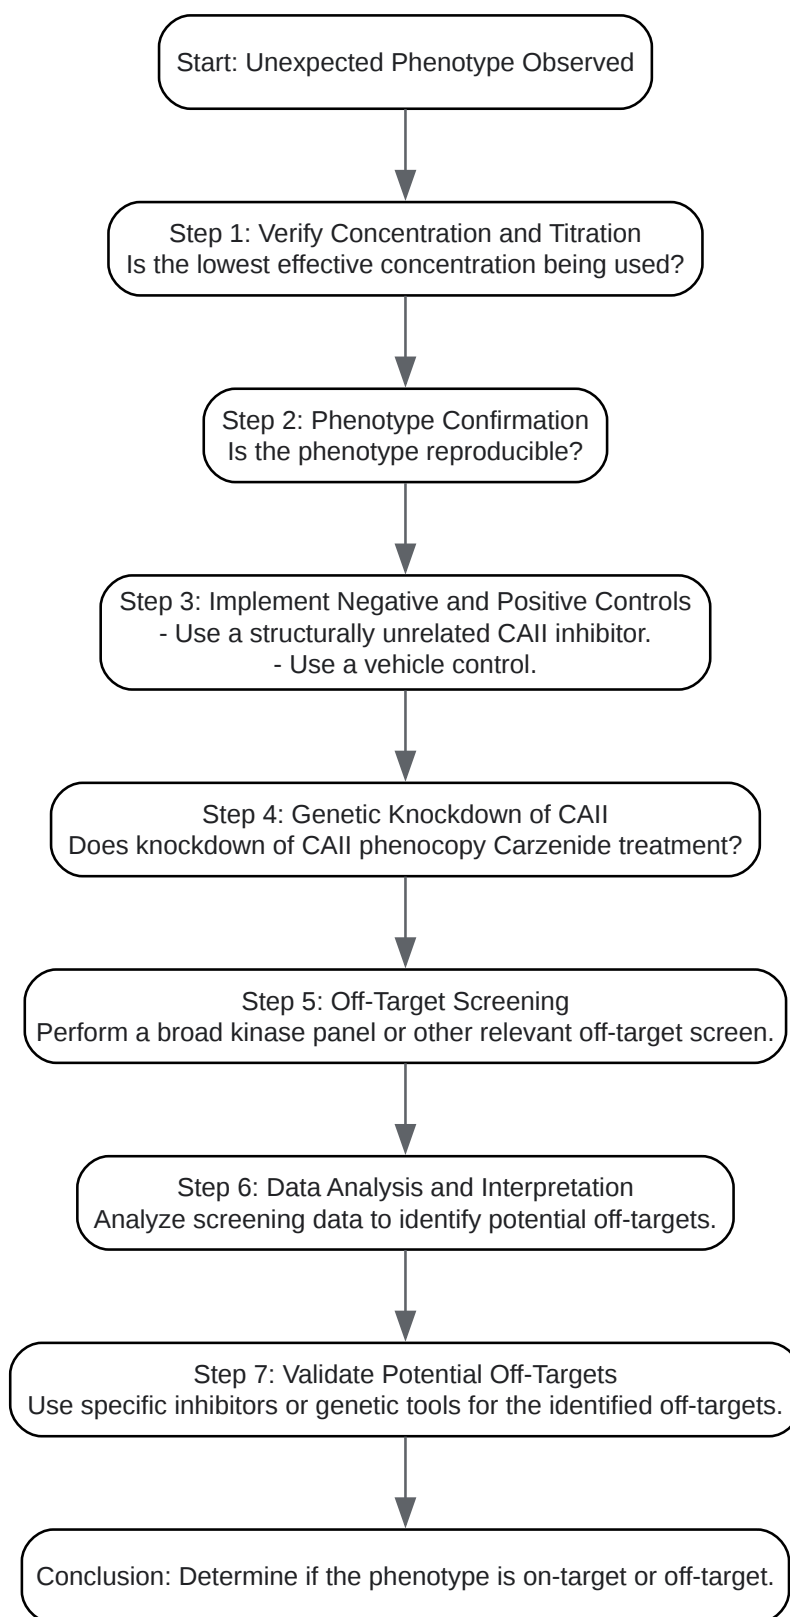 Start: Unexpected Phenotype Observed
Step 1: Verify Concentration and Titration
Is the lowest effective concentration being used?
Step 2: Phenotype Confirmation
Is the phenotype reproducible?
Step 3: Implement Negative and Positive Controls
- Use a structurally unrelated CAII inhibitor.
- Use a vehicle control.
Step 4: Genetic Knockdown of CAII
Does knockdown of CAII phenocopy Carzenide treatment?
Step 5: Off-Target Screening
Perform a broad kinase panel or other relevant off-target screen.
Step 6: Data Analysis and Interpretation
Analyze screening data to identify potential off-targets.
Step 7: Validate Potential Off-Targets
Use specific inhibitors or genetic tools for the identified off-targets.
Conclusion: Determine if the phenotype is on-target or off-target.